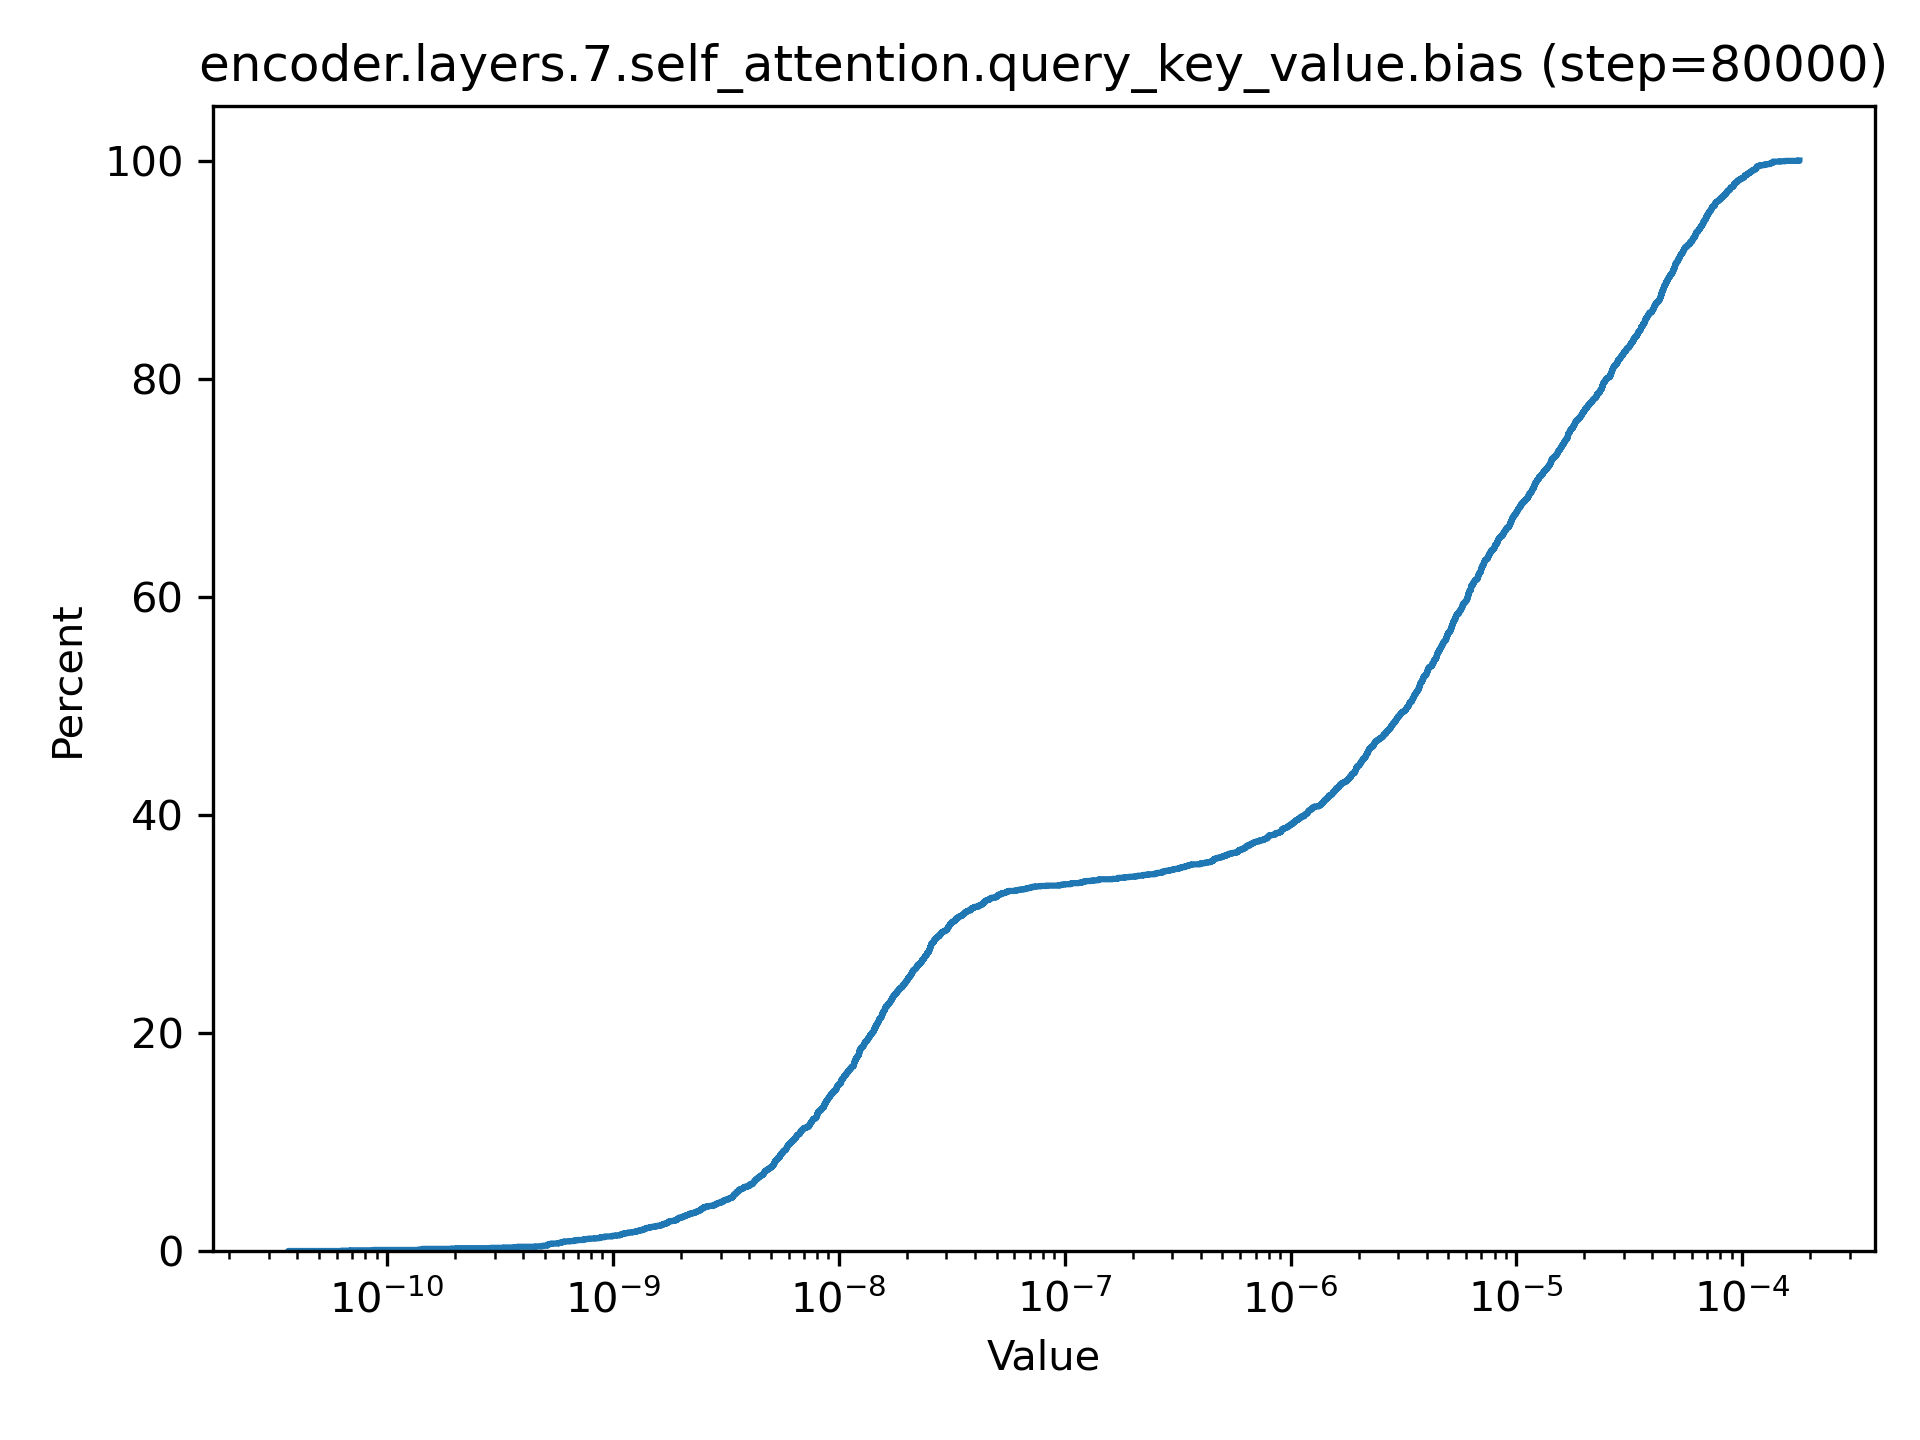 encoder.layers.7.self_attention.query_key_value.bias (step=80000)
100
80
60
40
20
0
Percent
10⁻¹⁰ 10⁻⁹ 10⁻⁸ 10⁻⁷ 10⁻⁶ 10⁻⁵ 10⁻⁴
Value